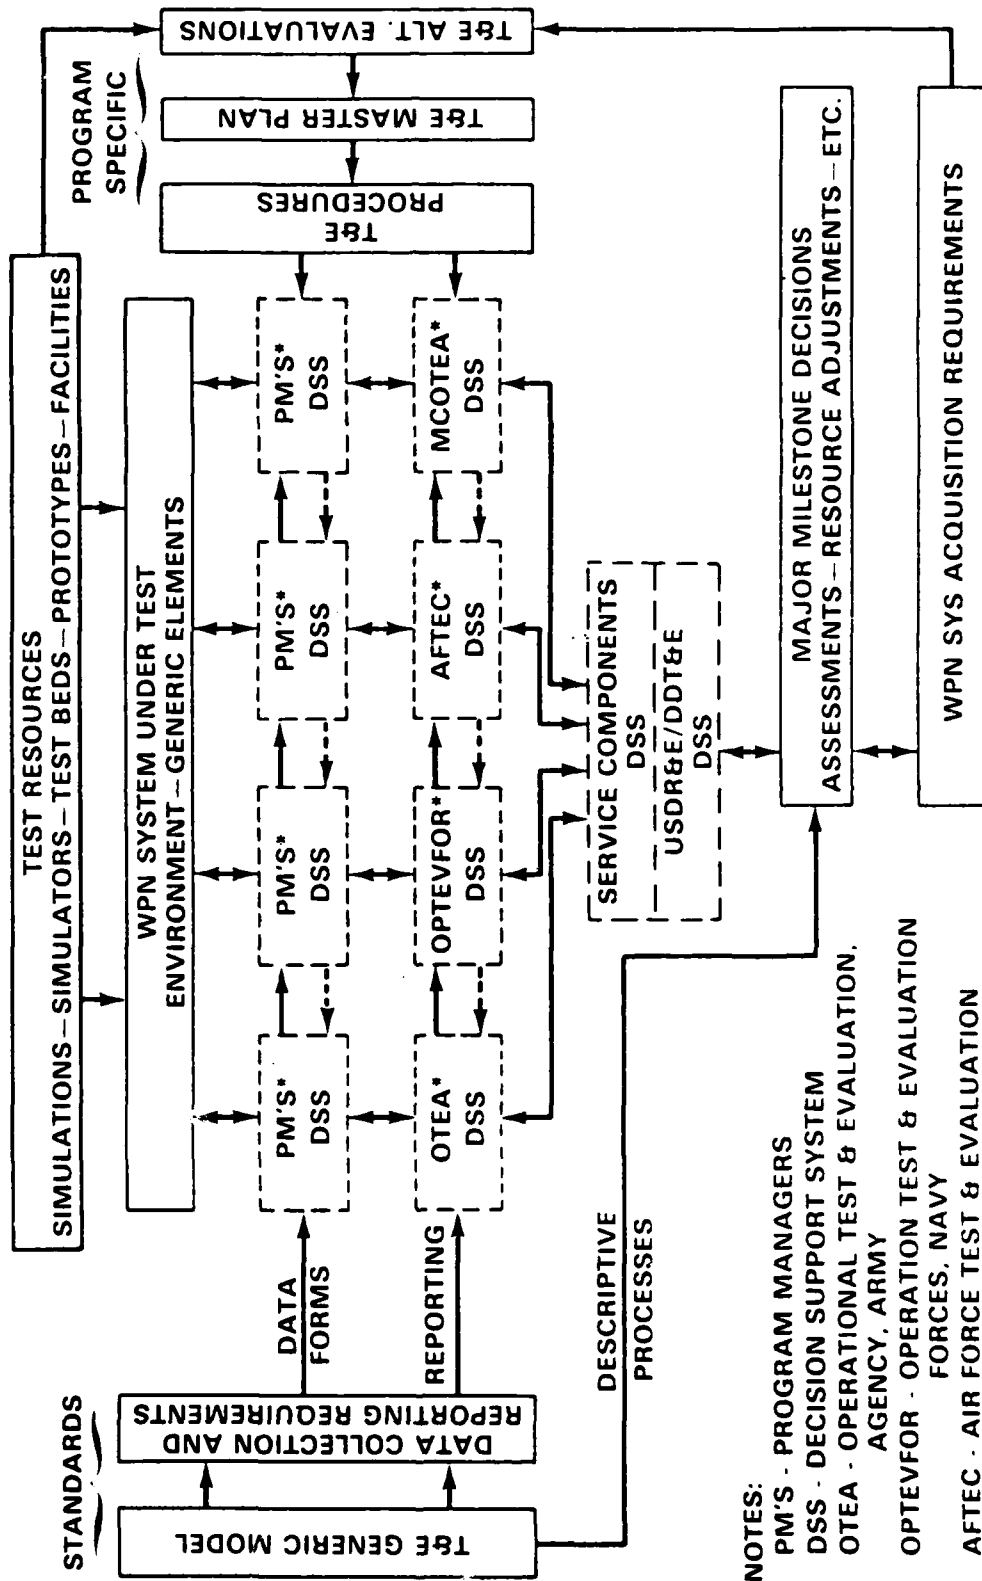 TEST RESOURCES
SIMULATIONS—SIMULATORS—TEST BEDS—PROTOTYPES—FACILITIES
WPN SYSTEM UNDER TEST
ENVIRONMENT—GENERIC ELEMENTS
STANDARDS
T&E GENERIC MODEL
DATA COLLECTION AND
REPORTING REQUIREMENTS
DATA
FORMS
REPORTING
PM'S*
DSS
PM'S*
DSS
PM'S*
DSS
PM'S*
DSS
OTEA*
DSS
OPTEVFOR*
DSS
AFTEC*
DSS
MCOTEA*
DSS
PROGRAM
SPECIFIC
T&E
PROCEDURES
T&E MASTER PLAN
T&E ALT. EVALUATIONS
SERVICE COMPONENTS
DSS
USDR&E/DDT&E
DSS
DESCRIPTIVE
PROCESSES
MAJOR MILESTONE DECISIONS
ASSESSMENTS—RESOURCE ADJUSTMENTS—ETC.
WPN SYS ACQUISITION REQUIREMENTS
NOTES:
PM'S - PROGRAM MANAGERS
DSS - DECISION SUPPORT SYSTEM
OTEA - OPERATIONAL TEST & EVALUATION,
AGENCY, ARMY
OPTEVFOR - OPERATION TEST & EVALUATION
FORCES, NAVY
AFTEC - AIR FORCE TEST & EVALUATION